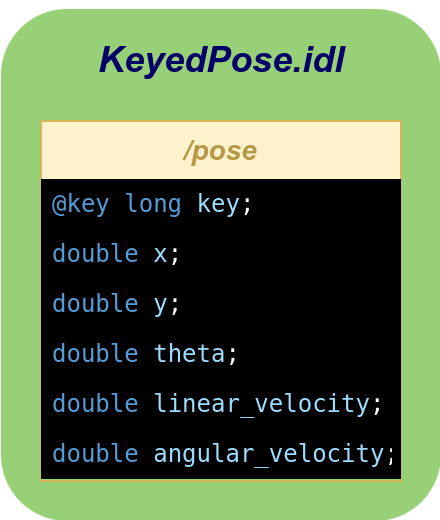 KeyedPose.idl
/pose
@key long key;
double x;
double y;
double theta;
double linear_velocity;
double angular_velocity;